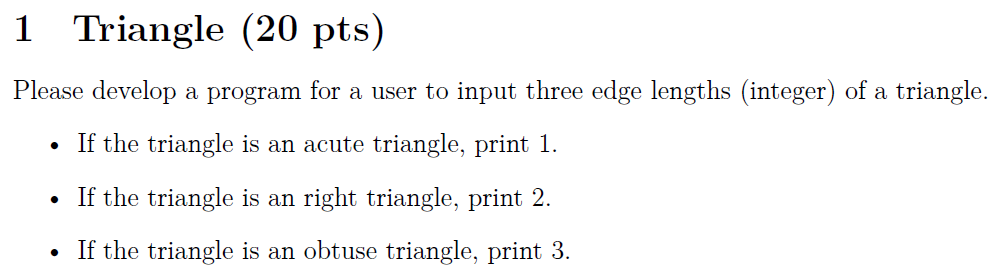 1 Triangle (20 pts)
Please develop a program for a user to input three edge lengths (integer) of a triangle.
• If the triangle is an acute triangle, print 1.
• If the triangle is an right triangle, print 2.
• If the triangle is an obtuse triangle, print 3.